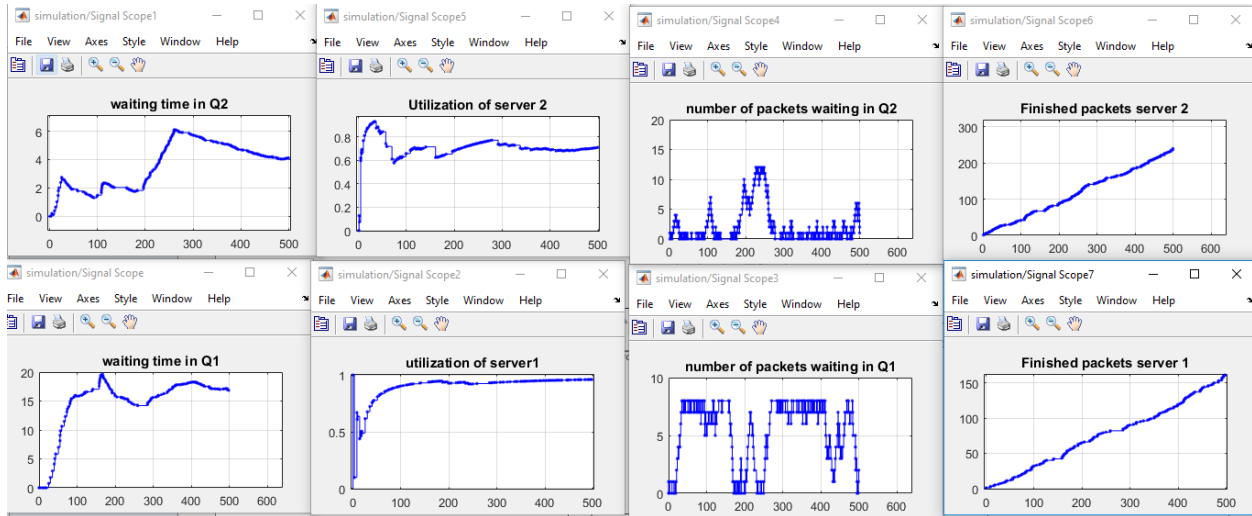 simulation/Signal Scope1
File View Axes Style Window Help
waiting time in Q2
6
4
2
0
0 100 200 300 400 500
simulation/Signal Scope5
File View Axes Style Window Help
Utilization of server 2
0.8
0.6
0.4
0.2
0
0 100 200 300 400 500
simulation/Signal Scope4
File View Axes Style Window Help
number of packets waiting in Q2
20
15
10
5
0
0 100 200 300 400 500 600
simulation/Signal Scope6
File View Axes Style Window Help
Finished packets server 2
300
200
100
0
0 100 200 300 400 500 600
simulation/Signal Scope
File View Axes Style Window Help
waiting time in Q1
20
15
10
5
0
0 100 200 300 400 500 600
simulation/Signal Scope2
File View Axes Style Window Help
utilization of server1
1
0.5
0
0 100 200 300 400 500
simulation/Signal Scope3
File View Axes Style Window Help
number of packets waiting in Q1
10
5
0
0 100 200 300 400 500 600
simulation/Signal Scope7
File View Axes Style Window Help
Finished packets server 1
150
100
50
0
0 100 200 300 400 500